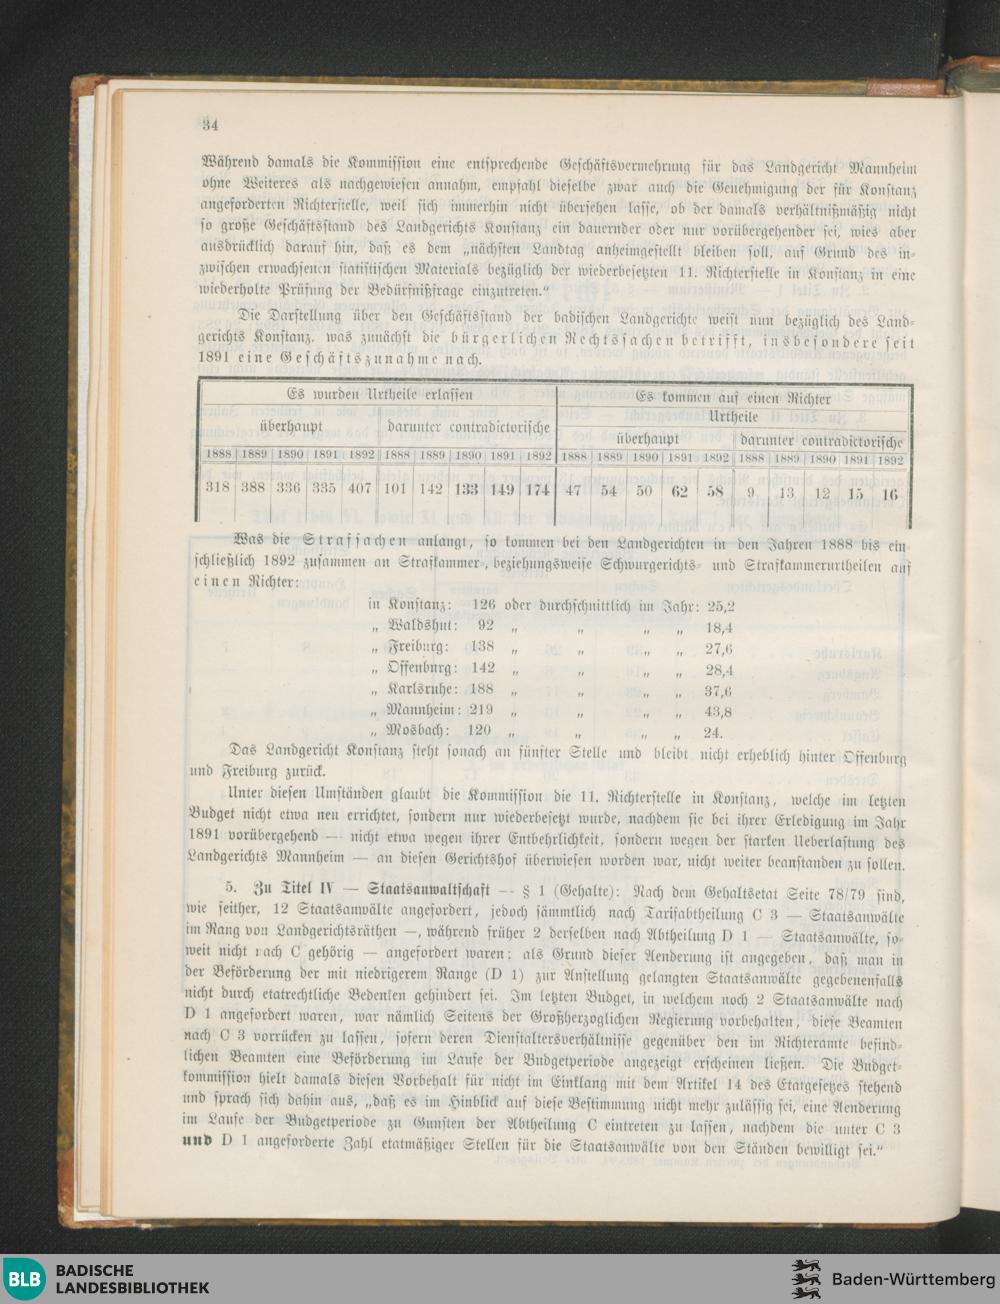 34
Während damals die Kommission eine entsprechende Geschäftsvermehrung für das Landgericht Mannheim
ohne Weiteres als nachgewiesen annahm, empfahl dieselbe zwar auch die Genehmigung der für Konstanz
angeforderten Richterstelle, weil sich immerhin nicht übersehen lasse, ob der damals verhältnißmäßig nicht
so große Geschäftsstand des Landgerichts Konstanz ein dauernder oder nur vorübergehender sei, wies aber
ausdrücklich darauf hin, daß es dem „nächsten Landtag anheimgestellt bleiben soll, auf Grund des in-
zwischen erwachsenen statistischen Materials bezüglich der wiederbesetzten 11. Richterstelle in Konstanz in eine
wiederholte Prüfung der Bedürfnißfrage einzutreten.“
Die Darstellung über den Geschäftsstand der badischen Landgerichte weist nun bezüglich des Land-
gerichts Konstanz, was zunächst die bürgerlichen Rechtssachen betrifft, insbesondere seit
1891 eine Geschäftszunahme nach.
Es wurden Urtheile erlassen Es kommen auf einen Richter
Urtheile
überhaupt darunter contradictorische überhaupt darunter contradictorische
1888 1889 1890 1891 1892 1888 1889 1890 1891 1892 1888 1889 1890 1891 1892 1888 1889 1890 1891 1892
318 388 336 335 407 101 142 133 149 174 47 54 50 62 58 9 13 12 15 16
Was die Strafsachen anlangt, so kommen bei den Landgerichten in den Jahren 1888 bis ein
schließlich 1892 zusammen an Strafkammer-, beziehungsweise Schwurgerichts- und Strafkammerurtheilen auf
einen Richter:
in Konstanz: 126 oder durchschnittlich im Jahr: 25,2
„ Waldshut: 92 „ „ „ „ 18,4
„ Freiburg: 138 „ „ „ „ 27,6
„ Offenburg: 142 „ „ „ „ 28,4
„ Karlsruhe: 188 „ „ „ „ 37,6
„ Mannheim: 219 „ „ „ „ 43,8
„ Mosbach: 120 „ „ „ „ 24.
Das Landgericht Konstanz steht sonach an fünfter Stelle und bleibt nicht erheblich hinter Offenburg
und Freiburg zurück.
Unter diesen Umständen glaubt die Kommission die 11. Richterstelle in Konstanz, welche im letzten
Budget nicht etwa neu errichtet, sondern nur wiederbesetzt wurde, nachdem sie bei ihrer Erledigung im Jahr
1891 vorübergehend — nicht etwa wegen ihrer Entbehrlichkeit, sondern wegen der starken Ueberlastung des
Landgerichts Mannheim — an diesen Gerichtshof überwiesen worden war, nicht weiter beanstanden zu sollen.
5. Zu Titel IV — Staatsanwaltschaft — § 1 (Gehalte): Nach dem Gehaltsetat Seite 78/79 sind,
wie seither, 12 Staatsanwälte angefordert, jedoch sämmtlich nach Tarifabtheilung C 3 — Staatsanwälte
im Rang von Landgerichtsräthen —, während früher 2 derselben nach Abtheilung D 1 — Staatsanwälte, so-
weit nicht nach C gehörig — angefordert waren; als Grund dieser Aenderung ist angegeben, daß man in
der Beförderung der mit niedrigerem Range (D 1) zur Anstellung gelangten Staatsanwälte gegebenenfalls
nicht durch etatrechtliche Bedenken gehindert sei. Im letzten Budget, in welchem noch 2 Staatsanwälte nach
D 1 angefordert waren, war nämlich Seitens der Großherzoglichen Regierung vorbehalten, diese Beamten
nach C 3 vorrücken zu lassen, sofern deren Dienstaltersverhältnisse gegenüber den im Richteramte befind-
lichen Beamten eine Beförderung im Laufe der Budgetperiode angezeigt erscheinen ließen. Die Budget-
kommission hielt damals diesen Vorbehalt für nicht im Einklang mit dem Artikel 14 des Etatgesetzes stehend
und sprach sich dahin aus, „daß es im Hinblick auf diese Bestimmung nicht mehr zulässig sei, eine Aenderung
im Laufe der Budgetperiode zu Gunsten der Abtheilung C eintreten zu lassen, nachdem die unter C 3
und D 1 angeforderte Zahl etatmäßiger Stellen für die Staatsanwälte von den Ständen bewilligt sei.“
BLB BADISCHE
LANDESBIBLIOTHEK
Baden-Württemberg